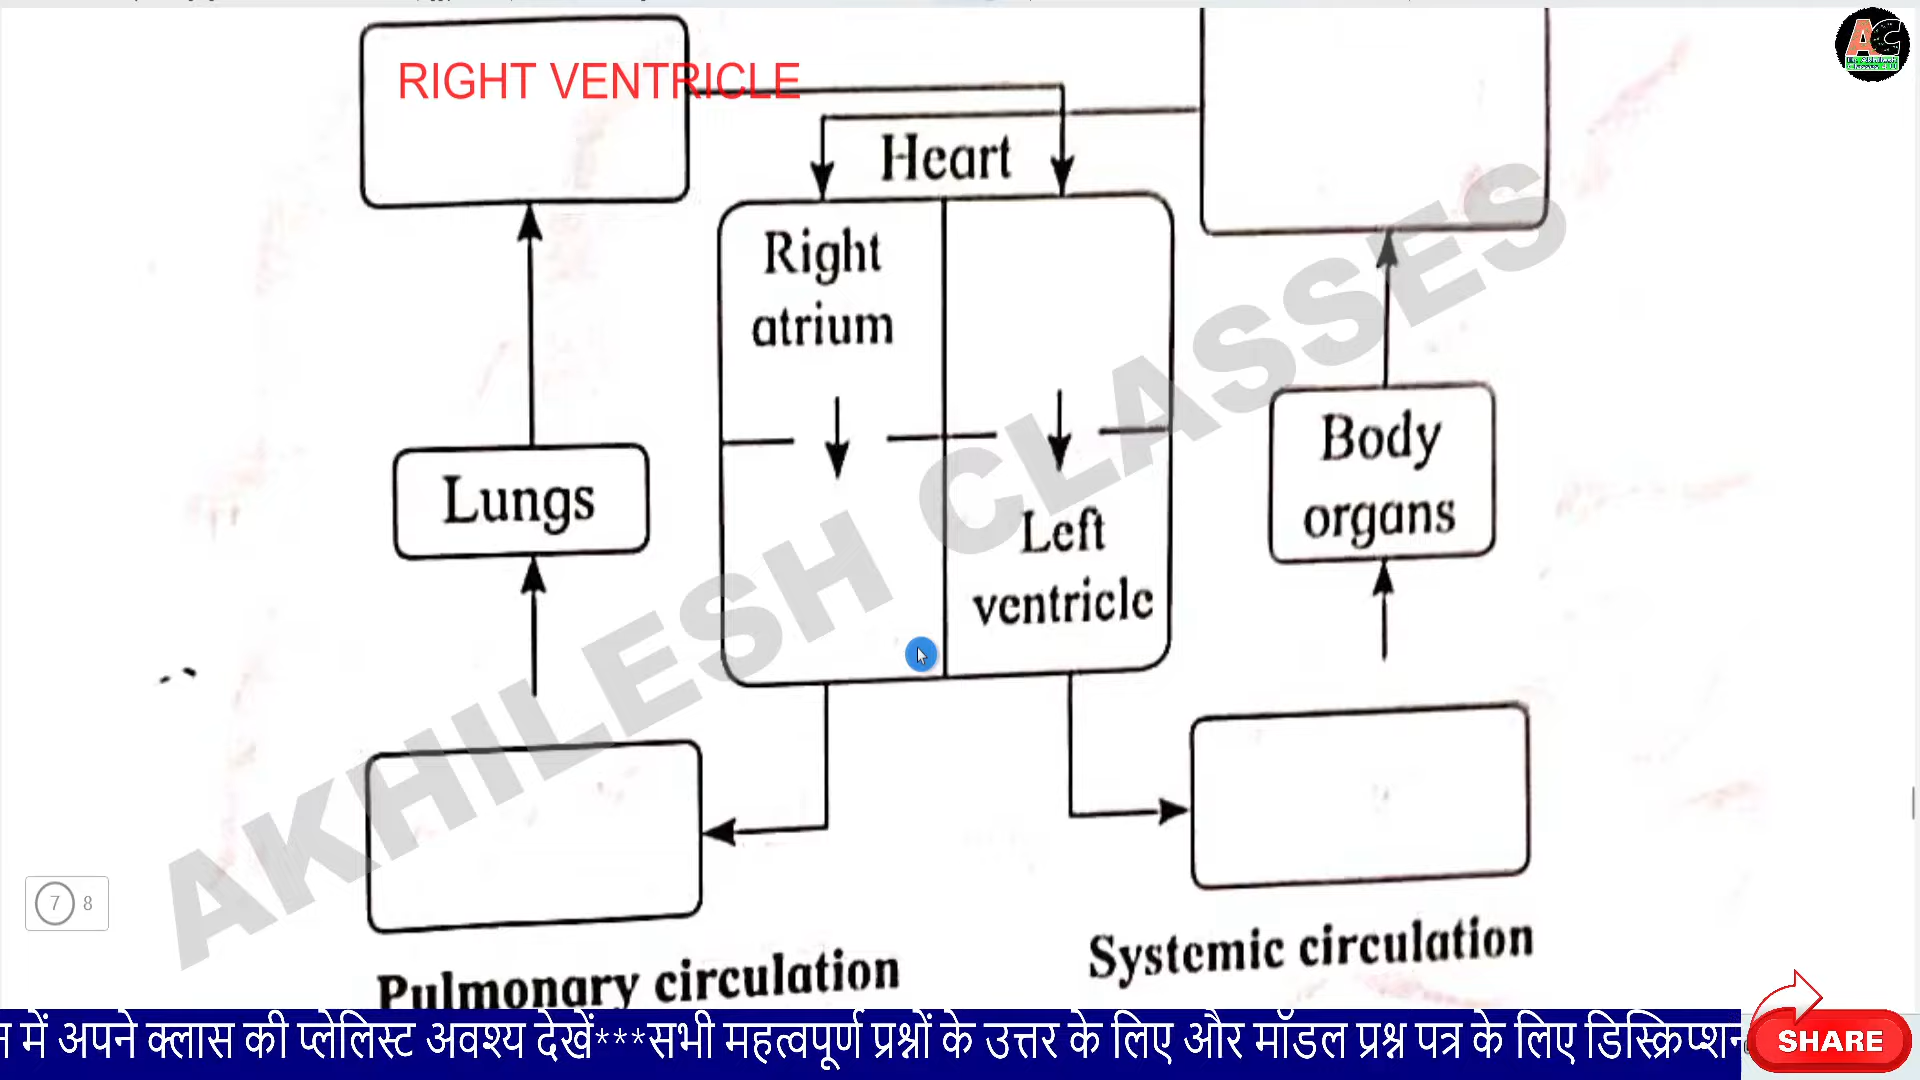 RIGHT VENTRICLE
Heart
Right
atrium
Lungs
Body
organs
Left
ventricle
AKHILESH CLASSES
7 8
Pulmonary circulation
Systemic circulation
में अपने क्लास की प्लेलिस्ट अवश्य देखें***सभी महत्वपूर्ण प्रश्नों के उत्तर के लिए और मॉडल प्रश्न पत्र के लिए डिस्क्रिप्शन
SHARE
AC